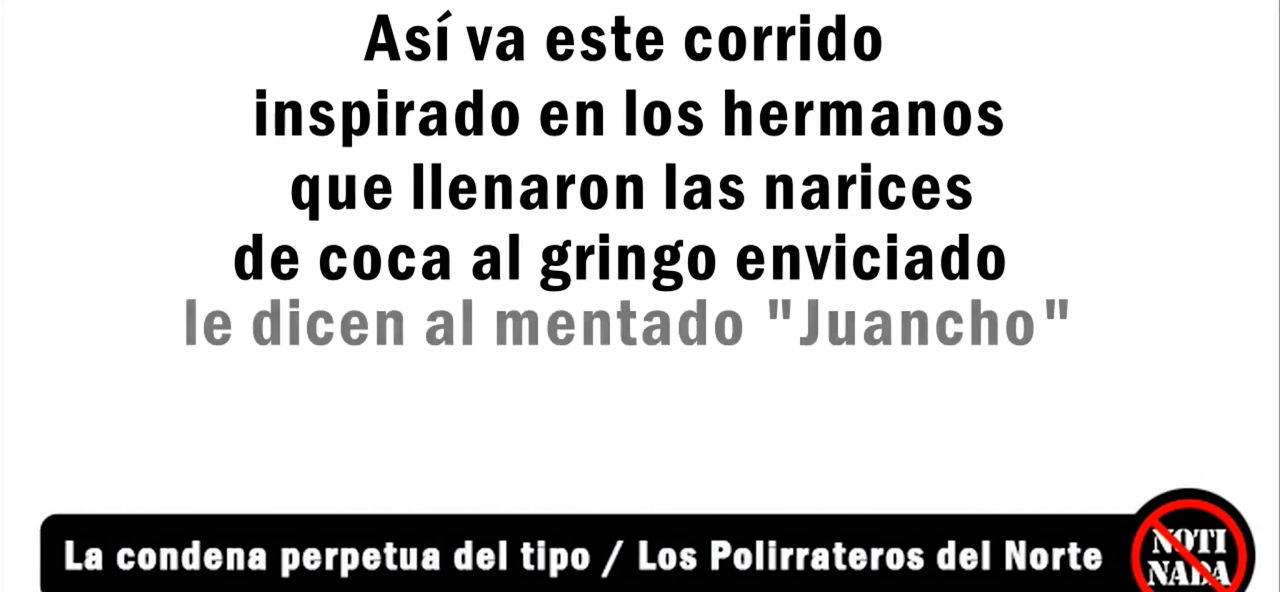 Así va este corrido
inspirado en los hermanos
que llenaron las narices
de coca al gringo enviciado
le dicen al mentado "Juancho"
La condena perpetua del tipo / Los Polirrateros del Norte
NOTI
NADA